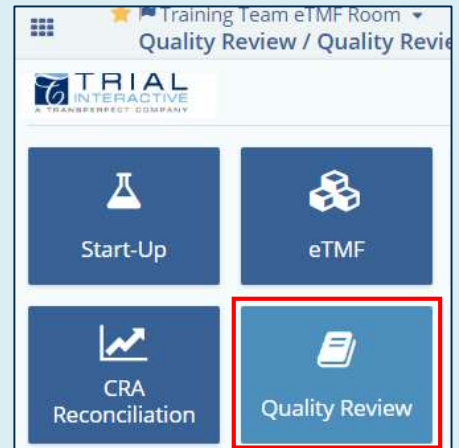 Training Team eTMF Room
Quality Review / Quality Revie
TRIAL
INTERACTIVE
A TRANSPERFECT COMPANY
Start-Up
eTMF
CRA
Reconciliation
Quality Review